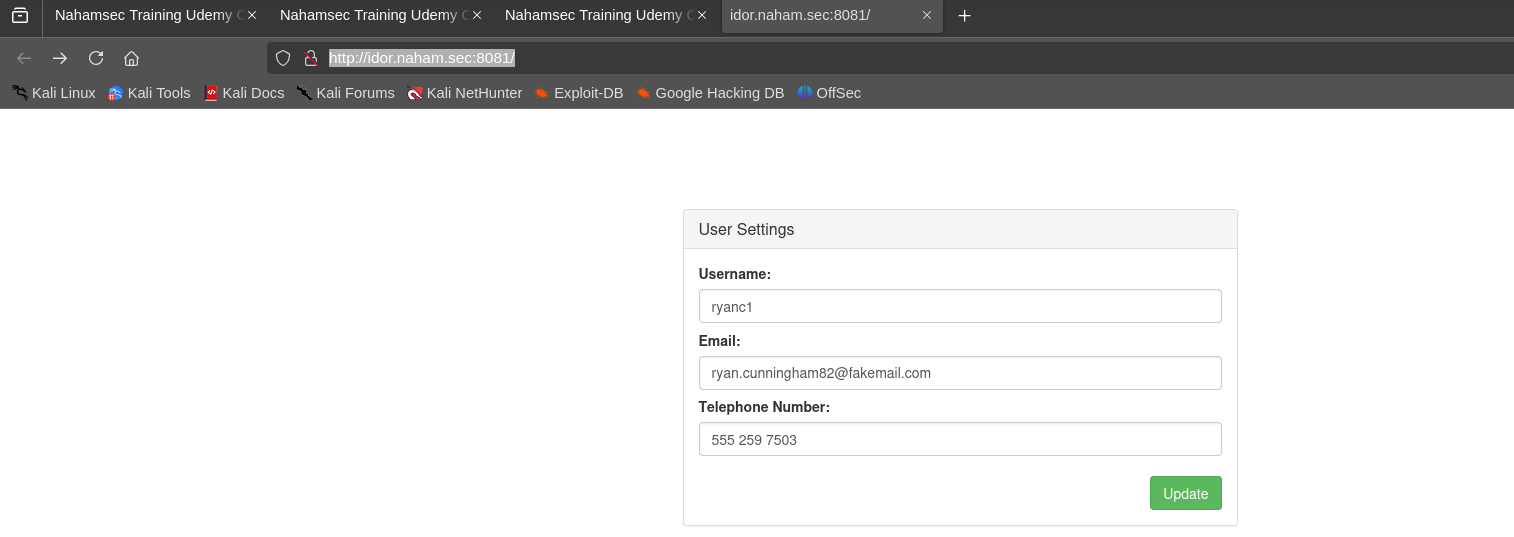 Nahamsec Training Udemy C Nahamsec Training Udemy C Nahamsec Training Udemy C idor.naham.sec:8081/
http://idor.naham.sec:8081/
Kali Linux Kali Tools Kali Docs Kali Forums Kali NetHunter Exploit-DB Google Hacking DB OffSec
User Settings
Username:
ryanc1
Email:
ryan.cunningham82@fakemail.com
Telephone Number:
555 259 7503
Update